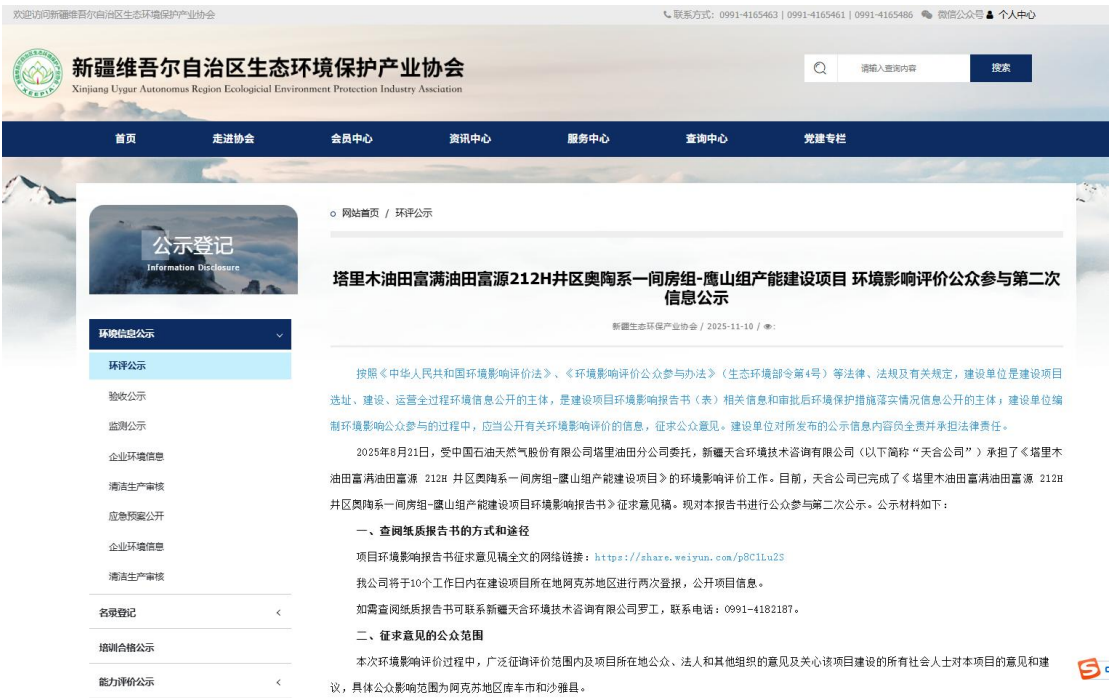 欢迎访问新疆维吾尔自治区生态环境保护产业协会
联系方式：0991-4165463 | 0991-4165461 | 0991-4165486 微信公众号 个人中心
新疆维吾尔自治区生态环境保护产业协会
Xinjiang Uygur Autonomus Region Ecologicial Environment Protection Industry Assciation
请输入查询内容
搜索
首页 走进协会 会员中心 资讯中心 服务中心 查询中心 党建专栏
公示登记
Information Disclosure
环境信息公示
环评公示
验收公示
监测公示
企业环境信息
清洁生产审核
应急预案公开
企业环境信息
清洁生产审核
名录登记
培训合格公示
能力评价公示
网站首页 / 环评公示
塔里木油田富满油田富源212H井区奥陶系一间房组-鹰山组产能建设项目 环境影响评价公众参与第二次
信息公示
新疆生态环保产业协会 / 2025-11-10 / :
按照《中华人民共和国环境影响评价法》、《环境影响评价公众参与办法》（生态环境部令第4号）等法律、法规及有关规定，建设单位是建设项目
选址、建设、运营全过程环境信息公开的主体，是建设项目环境影响报告书（表）相关信息和审批后环境保护措施落实情况信息公开的主体；建设单位编
制环境影响公众参与的过程中，应当公开有关环境影响评价的信息，征求公众意见。建设单位对所发布的公示信息内容员全责并承担法律责任。
2025年8月21日，受中国石油天然气股份有限公司塔里木油田分公司委托，新疆天合环境技术咨询有限公司（以下简称“天合公司”）承担了《塔里木
油田富满油田富源 212H 井区奥陶系一间房组-鹰山组产能建设项目》的环境影响评价工作。目前，天合公司已完成了《塔里木油田富满油田富源 212H
井区奥陶系一间房组-鹰山组产能建设项目环境影响报告书》征求意见稿。现对本报告书进行公众参与第二次公示。公示材料如下：
一、查阅纸质报告书的方式和途径
项目环境影响报告书征求意见稿全文的网络链接：https://share.weiyun.com/p8C1Lu2S
我公司将于10个工作日内在建设项目所在地阿克苏地区进行两次登报，公开项目信息。
如需查阅纸质报告书可联系新疆天合环境技术咨询有限公司罗工，联系电话：0991-4182187。
二、征求意见的公众范围
本次环境影响评价过程中，广泛征询评价范围内及项目所在地公众、法人和其他组织的意见及关心该项目建设的所有社会人士对本项目的意见和建
议，具体公众影响范围为阿克苏地区库车市和沙雅县。